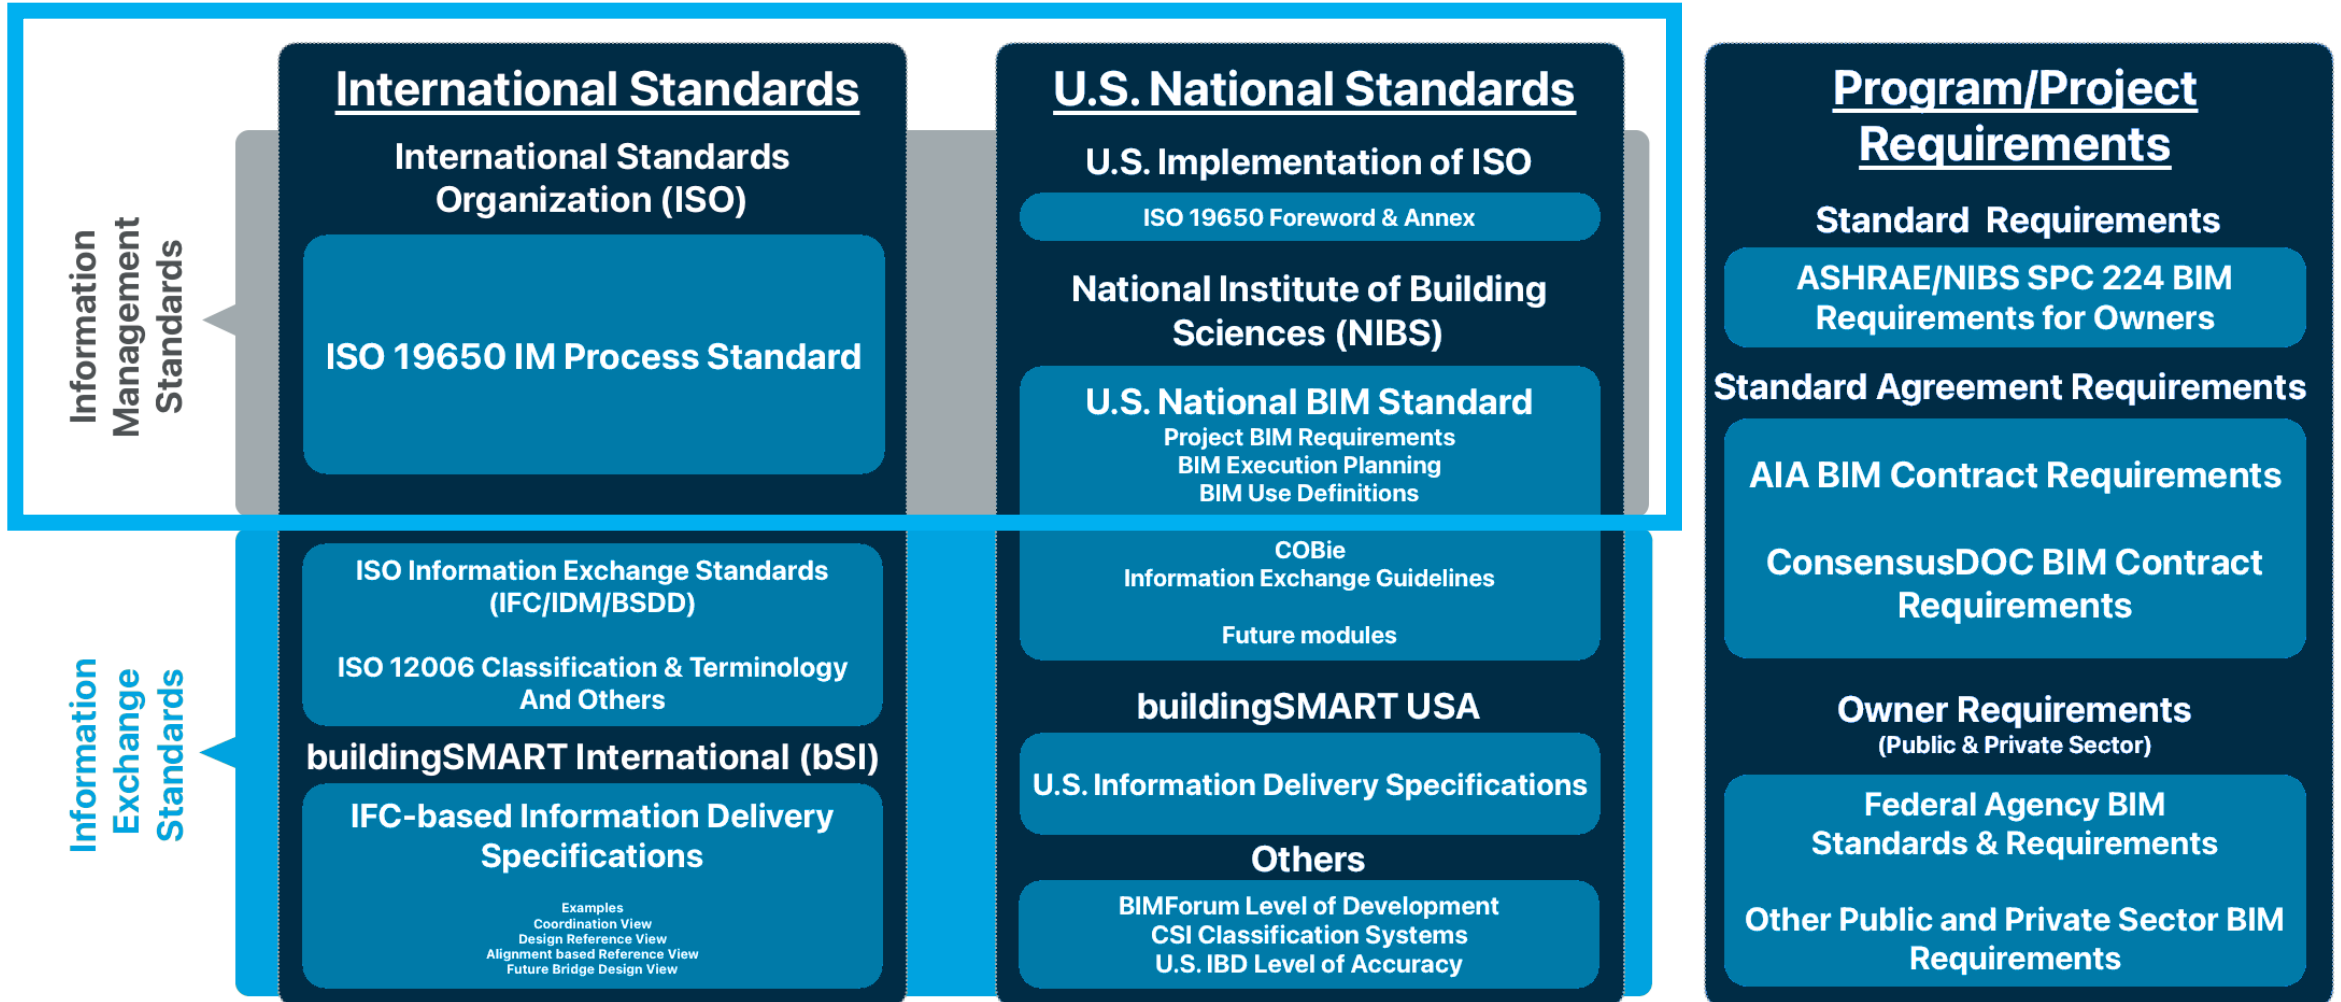 Information
Management
Standards
Information
Exchange
Standards
International Standards
International Standards
Organization (ISO)
ISO 19650 IM Process Standard
ISO Information Exchange Standards
(IFC/IDM/BSDD)
ISO 12006 Classification & Terminology
And Others
buildingSMART International (bSI)
IFC-based Information Delivery
Specifications
Examples
Coordination View
Design Reference View
Alignment based Reference View
Future Bridge Design View
U.S. National Standards
U.S. Implementation of ISO
ISO 19650 Foreword & Annex
National Institute of Building
Sciences (NIBS)
U.S. National BIM Standard
Project BIM Requirements
BIM Execution Planning
BIM Use Definitions
COBie
Information Exchange Guidelines
Future modules
buildingSMART USA
U.S. Information Delivery Specifications
Others
BIMForum Level of Development
CSI Classification Systems
U.S. IBD Level of Accuracy
Program/Project
Requirements
Standard Requirements
ASHRAE/NIBS SPC 224 BIM
Requirements for Owners
Standard Agreement Requirements
AIA BIM Contract Requirements
ConsensusDOC BIM Contract
Requirements
Owner Requirements
(Public & Private Sector)
Federal Agency BIM
Standards & Requirements
Other Public and Private Sector BIM
Requirements